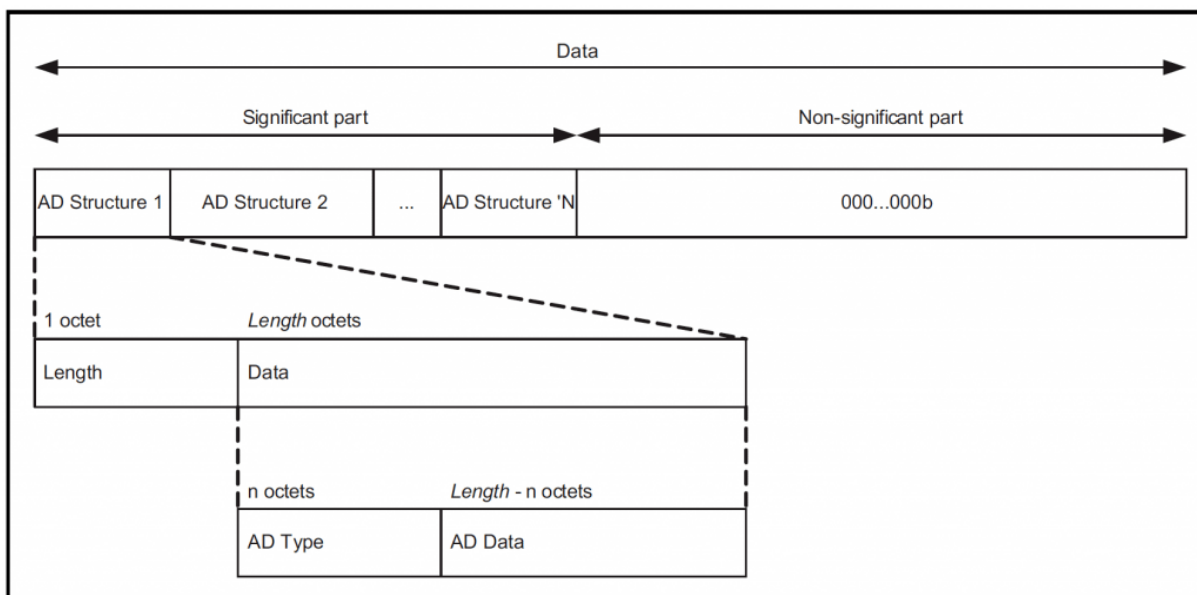 Data
Significant part Non-significant part
AD Structure 1 AD Structure 2 ... AD Structure 'N 000...000b
1 octet Length octets
Length Data
n octets Length - n octets
AD Type AD Data